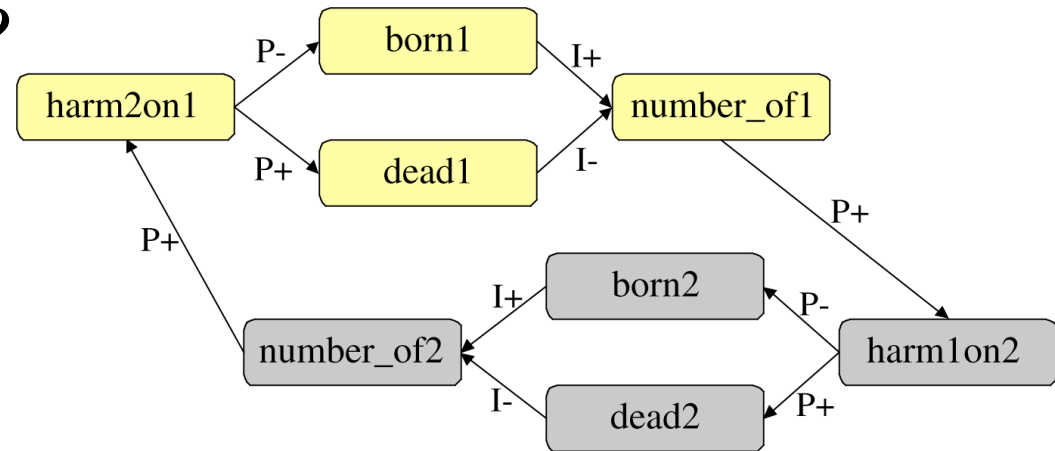 born1
P-
I+
harm2on1
number_of1
P+
dead1
I-
P+
P+
born2
I+
P-
number_of2
harm1on2
I-
dead2
P+